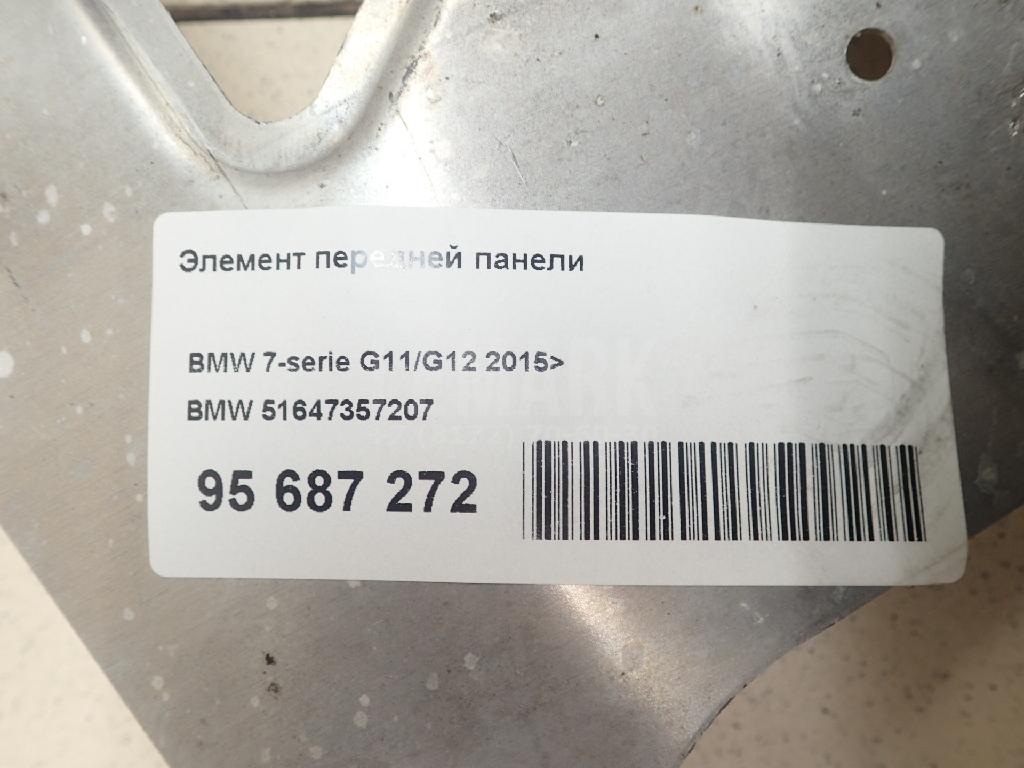 Элемент передней панели
BMW 7-serie G11/G12 2015>
BMW 51647357207
95 687 272